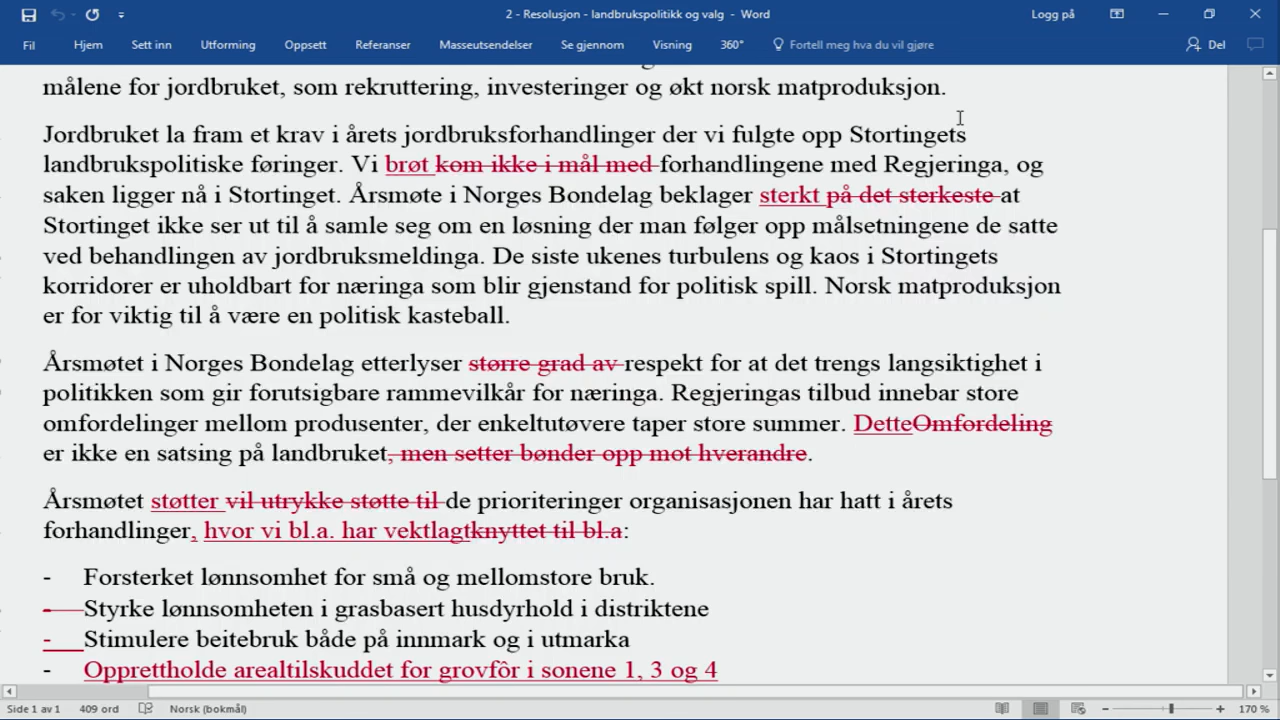 2 - Resolusjon - landbrukspolitikk og valg - Word
Logg på
Fil Hjem Sett inn Utforming Oppsett Referanser Masseutsendelser Se gjennom Visning 360° Fortell meg hva du vil gjøre Del
målene for jordbruket, som rekruttering, investeringer og økt norsk matproduksjon.
Jordbruket la fram et krav i årets jordbruksforhandlinger der vi fulgte opp Stortingets
landbrukspolitiske føringer. Vi brøt kom ikke i mål med forhandlingene med Regjeringa, og
saken ligger nå i Stortinget. Årsmøte i Norges Bondelag beklager sterkt på det sterkeste at
Stortinget ikke ser ut til å samle seg om en løsning der man følger opp målsetningene de satte
ved behandlingen av jordbruksmeldinga. De siste ukenes turbulens og kaos i Stortingets
korridorer er uholdbart for næringa som blir gjenstand for politisk spill. Norsk matproduksjon
er for viktig til å være en politisk kasteball.
Årsmøtet i Norges Bondelag etterlyser større grad av respekt for at det trengs langsiktighet i
politikken som gir forutsigbare rammevilkår for næringa. Regjeringas tilbud innebar store
omfordelinger mellom produsenter, der enkeltutøvere taper store summer. DetteOmfordeling
er ikke en satsing på landbruket, men setter bønder opp mot hverandre.
Årsmøtet støtter vil utrykke støtte til de prioriteringer organisasjonen har hatt i årets
forhandlinger, hvor vi bl.a. har vektlagtknyttet til bl.a:
- Forsterket lønnsomhet for små og mellomstore bruk.
- Styrke lønnsomheten i grasbasert husdyrhold i distriktene
- Stimulere beitebruk både på innmark og i utmarka
- Opprettholde arealtilskuddet for grovfôr i sonene 1, 3 og 4
Side 1 av 1 409 ord Norsk (bokmål) 170 %